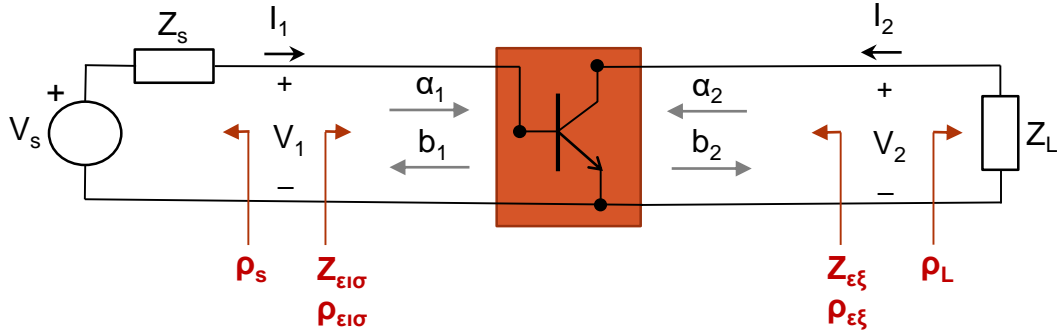 Z_s
I_1
I_2
+
+
α_1
α_2
+
V_s
V_1
b_1
b_2
V_2
Z_L
–
–
ρ_s
Z_εισ
ρ_εισ
Z_εξ
ρ_εξ
ρ_L